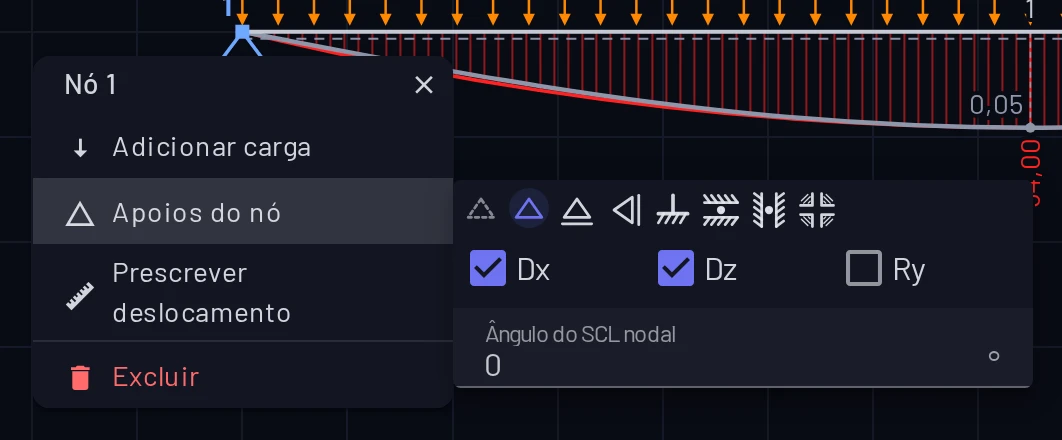 1
1
Nó 1
0,05
Adicionar carga
Apoios do nó
Dx
Dz
Ry
Prescrever
deslocamento
Ângulo do SCL nodal
0
°
Excluir